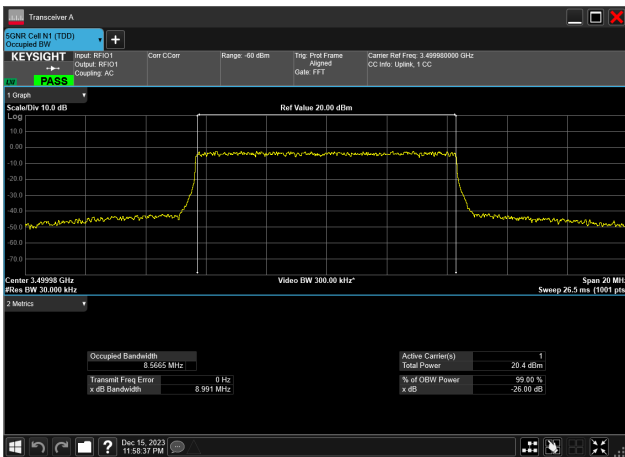 Transceiver A
5GNR Cell N1 (TDD)
Occupied BW
KEYSIGHT
PASS
Input: RFIO1
Output: RFIO1
Coupling: AC
Corr CCorr
Range: -60 dBm
Trig: Prot Frame
Aligned
Gate: FFT
Carrier Ref Freq: 3.499980000 GHz
CC Info: Uplink, 1 CC
1 Graph
Scale/Div 10.0 dB
Ref Value 20.00 dBm
Log
10.0
0.00
-10.0
-20.0
-30.0
-40.0
-50.0
-60.0
-70.0
Center 3.49998 GHz
Video BW 300.00 kHz*
Span 20 MHz
#Res BW 30.000 kHz
Sweep 26.5 ms (1001 pts
2 Metrics
Occupied Bandwidth
8.5665 MHz
Transmit Freq Error 0 Hz
x dB Bandwidth 8.991 MHz
Active Carrier(s) 1
Total Power 20.4 dBm
% of OBW Power 99.00 %
x dB -26.00 dB
?
Dec 15, 2023
11:58:37 PM